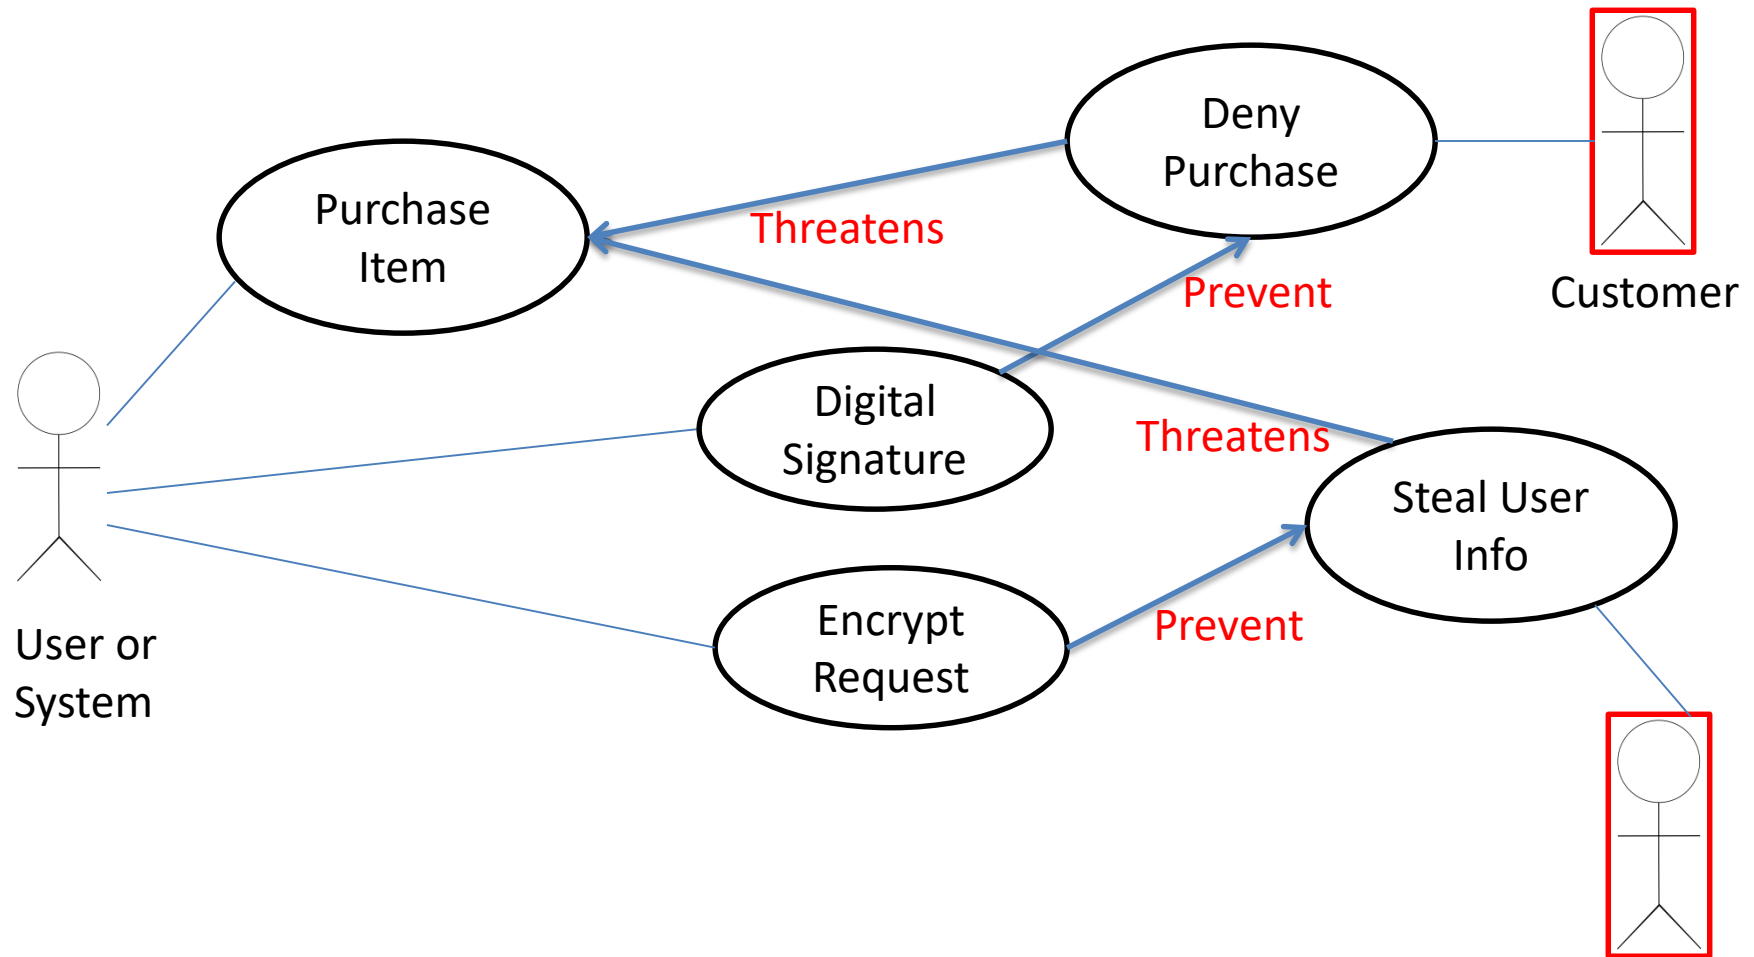 Deny
Purchase
Purchase
Item
Threatens
Prevent
Customer
Digital
Signature
Threatens
Steal User
Info
Encrypt
Request
Prevent
User or
System